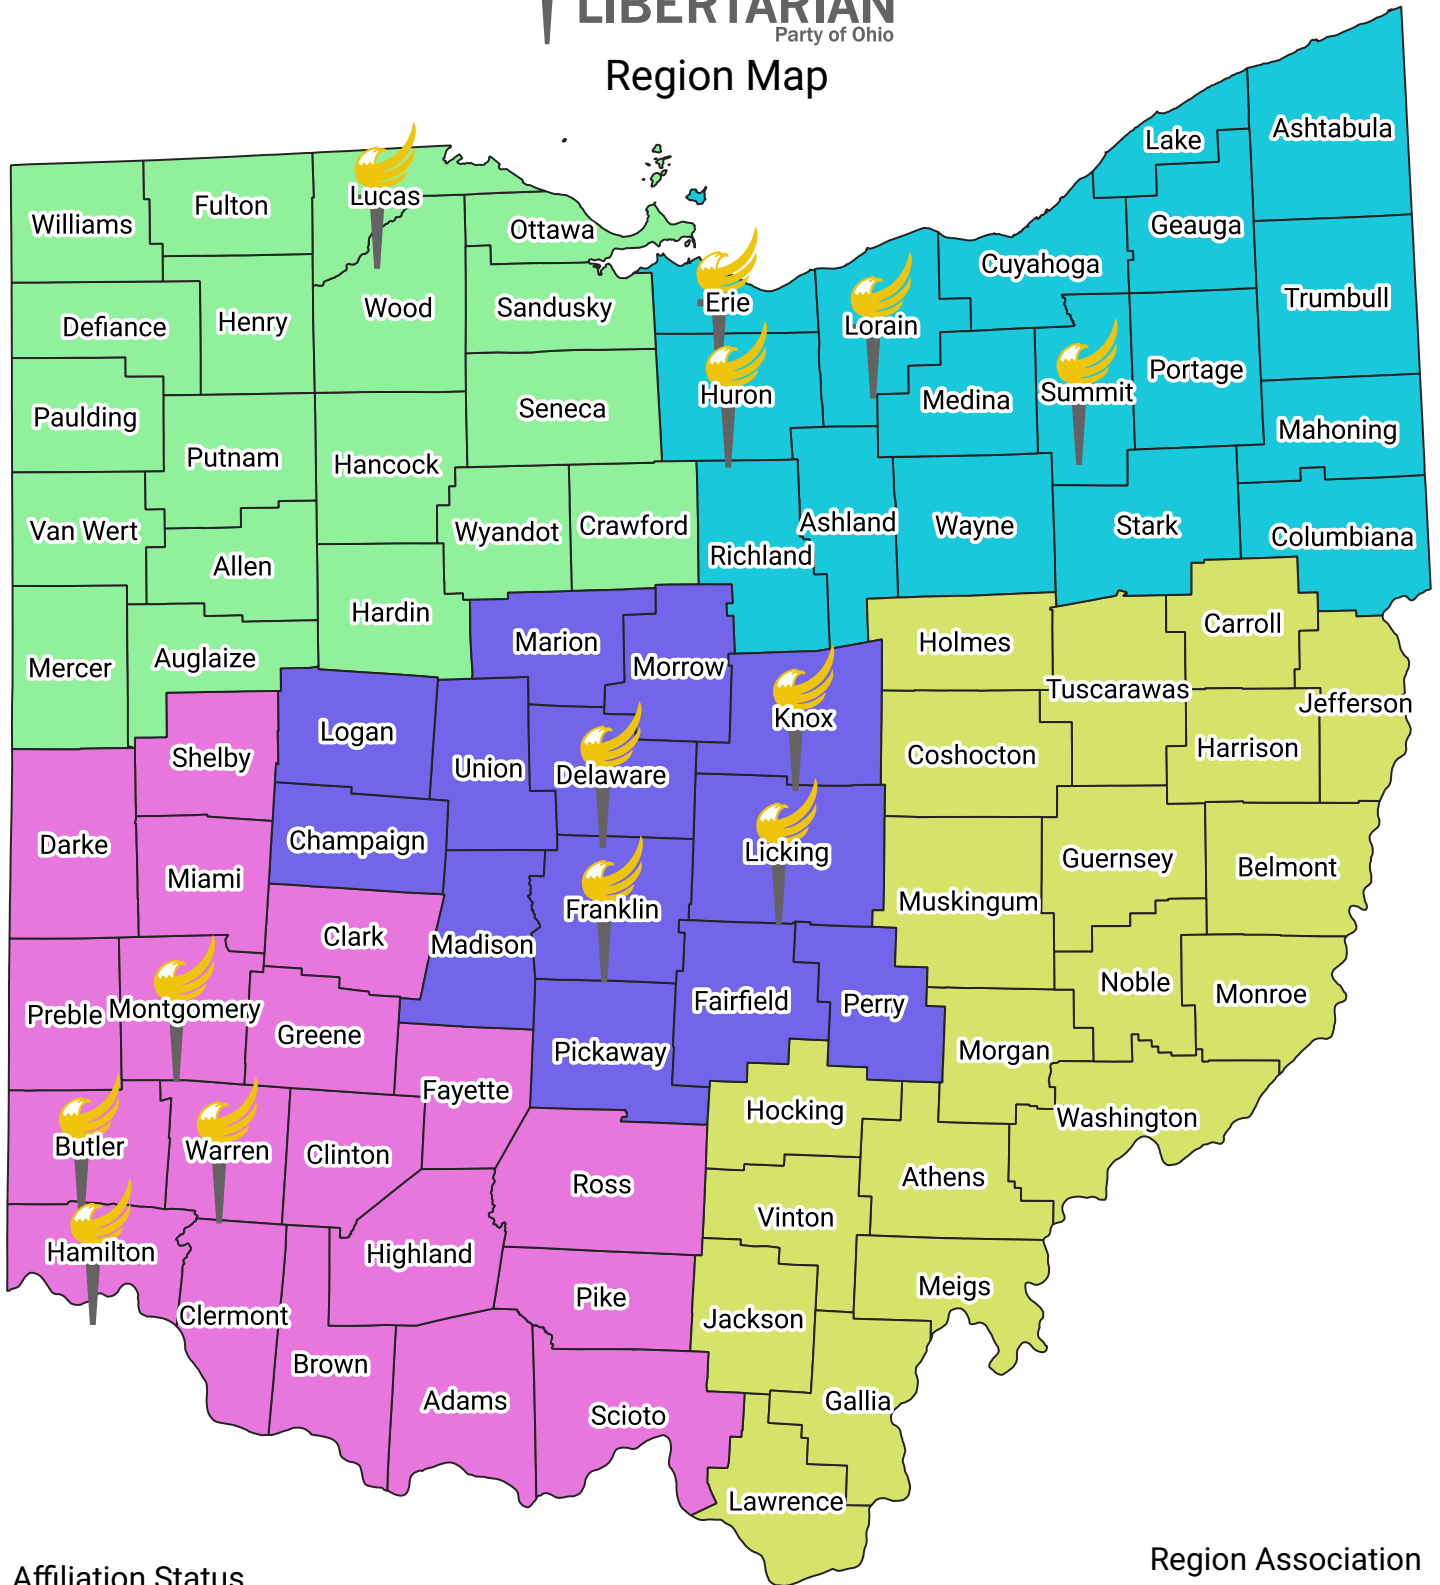 LIBERTARIAN
Party of Ohio
Region Map
Ashtabula
Lake
Lucas
Fulton
Williams
Ottawa
Geauga
Cuyahoga
Erie
Trumbull
Wood
Sandusky
Henry
Defiance
Lorain
Portage
Summit
Huron
Medina
Seneca
Paulding
Mahoning
Putnam
Hancock
Van Wert
Wyandot
Crawford
Ashland
Wayne
Stark
Columbiana
Richland
Allen
Hardin
Carroll
Marion
Holmes
Auglaize
Mercer
Morrow
Tuscarawas
Jefferson
Knox
Logan
Harrison
Shelby
Coshocton
Union
Delaware
Champaign
Darke
Licking
Guernsey
Belmont
Miami
Muskingum
Franklin
Clark
Madison
Noble
Monroe
Fairfield
Perry
Montgomery
Preble
Greene
Pickaway
Morgan
Fayette
Hocking
Washington
Butler
Warren
Clinton
Athens
Ross
Vinton
Hamilton
Highland
Meigs
Pike
Clermont
Jackson
Brown
Adams
Gallia
Scioto
Lawrence
Region Association
Affiliation Status